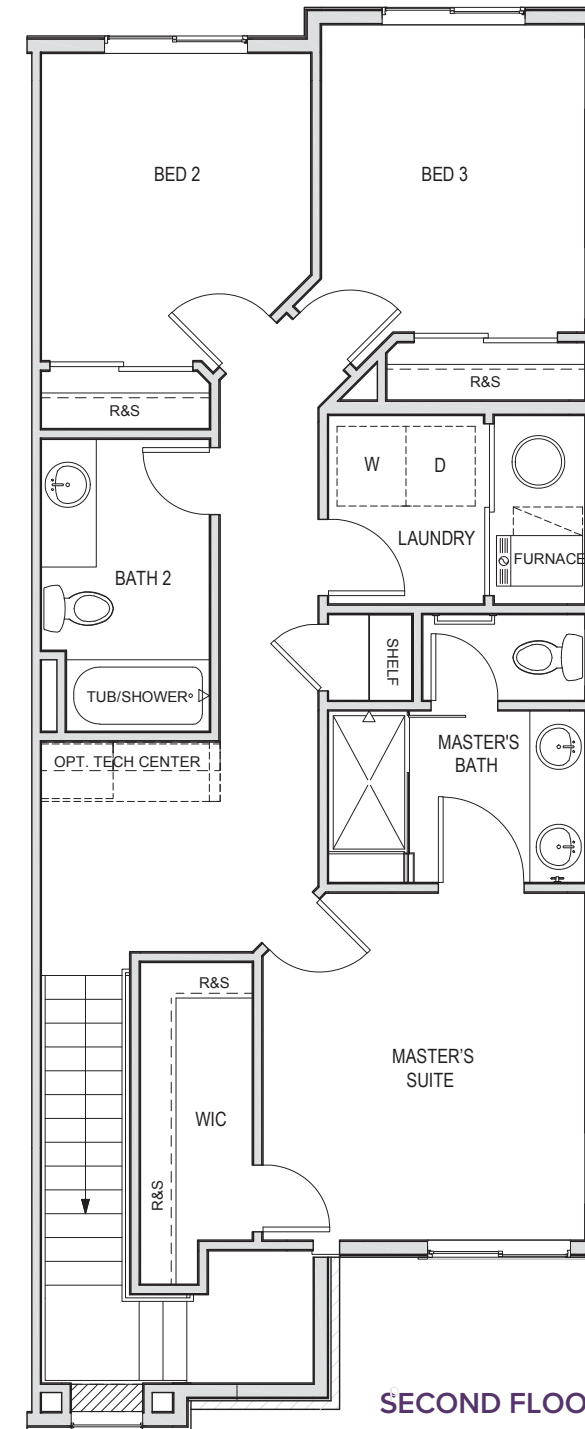 BED 2
BED 3
R&S
R&S
W
D
LAUNDRY
FURNACE
BATH 2
SHELF
TUB/SHOWER
MASTER'S
BATH
OPT. TECH CENTER
R&S
MASTER'S
SUITE
WIC
R&S
SECOND FLOO